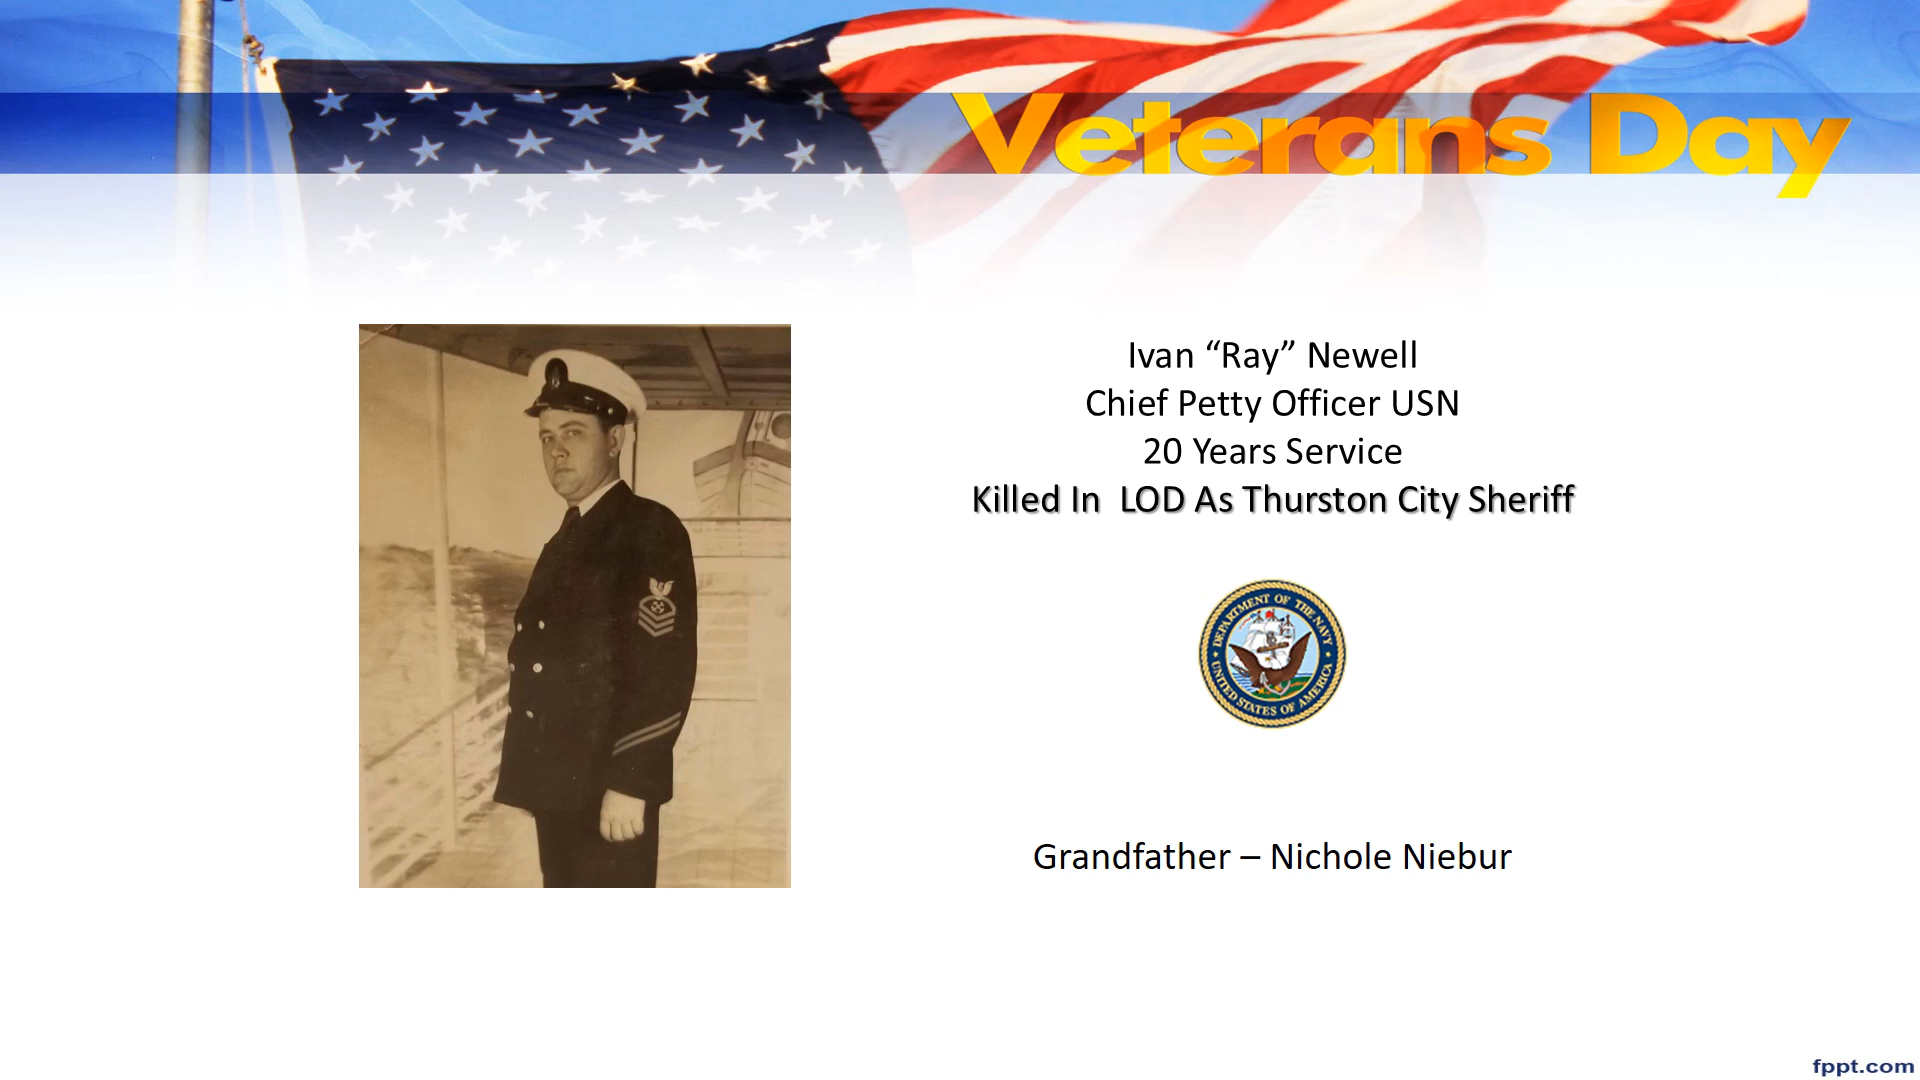 Veterans Day
Ivan “Ray” Newell
Chief Petty Officer USN
20 Years Service
Killed In  LOD As Thurston City Sheriff
DEPARTMENT OF THE NAVY
UNITED STATES OF AMERICA
Grandfather – Nichole Niebur
fppt.com